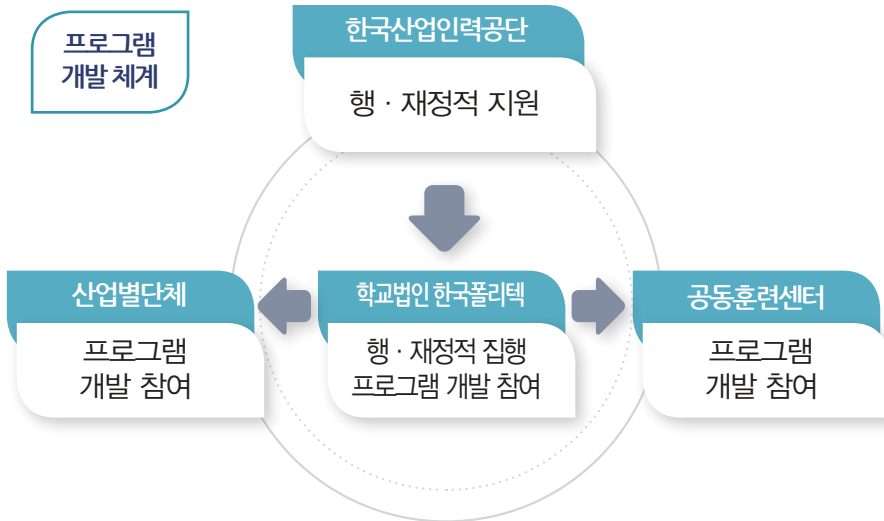 프로그램
개발 체계
한국산업인력공단
행 · 재정적 지원
산업별단체
프로그램
개발 참여
학교법인 한국폴리텍
행 · 재정적 집행
프로그램 개발 참여
공동훈련센터
프로그램
개발 참여